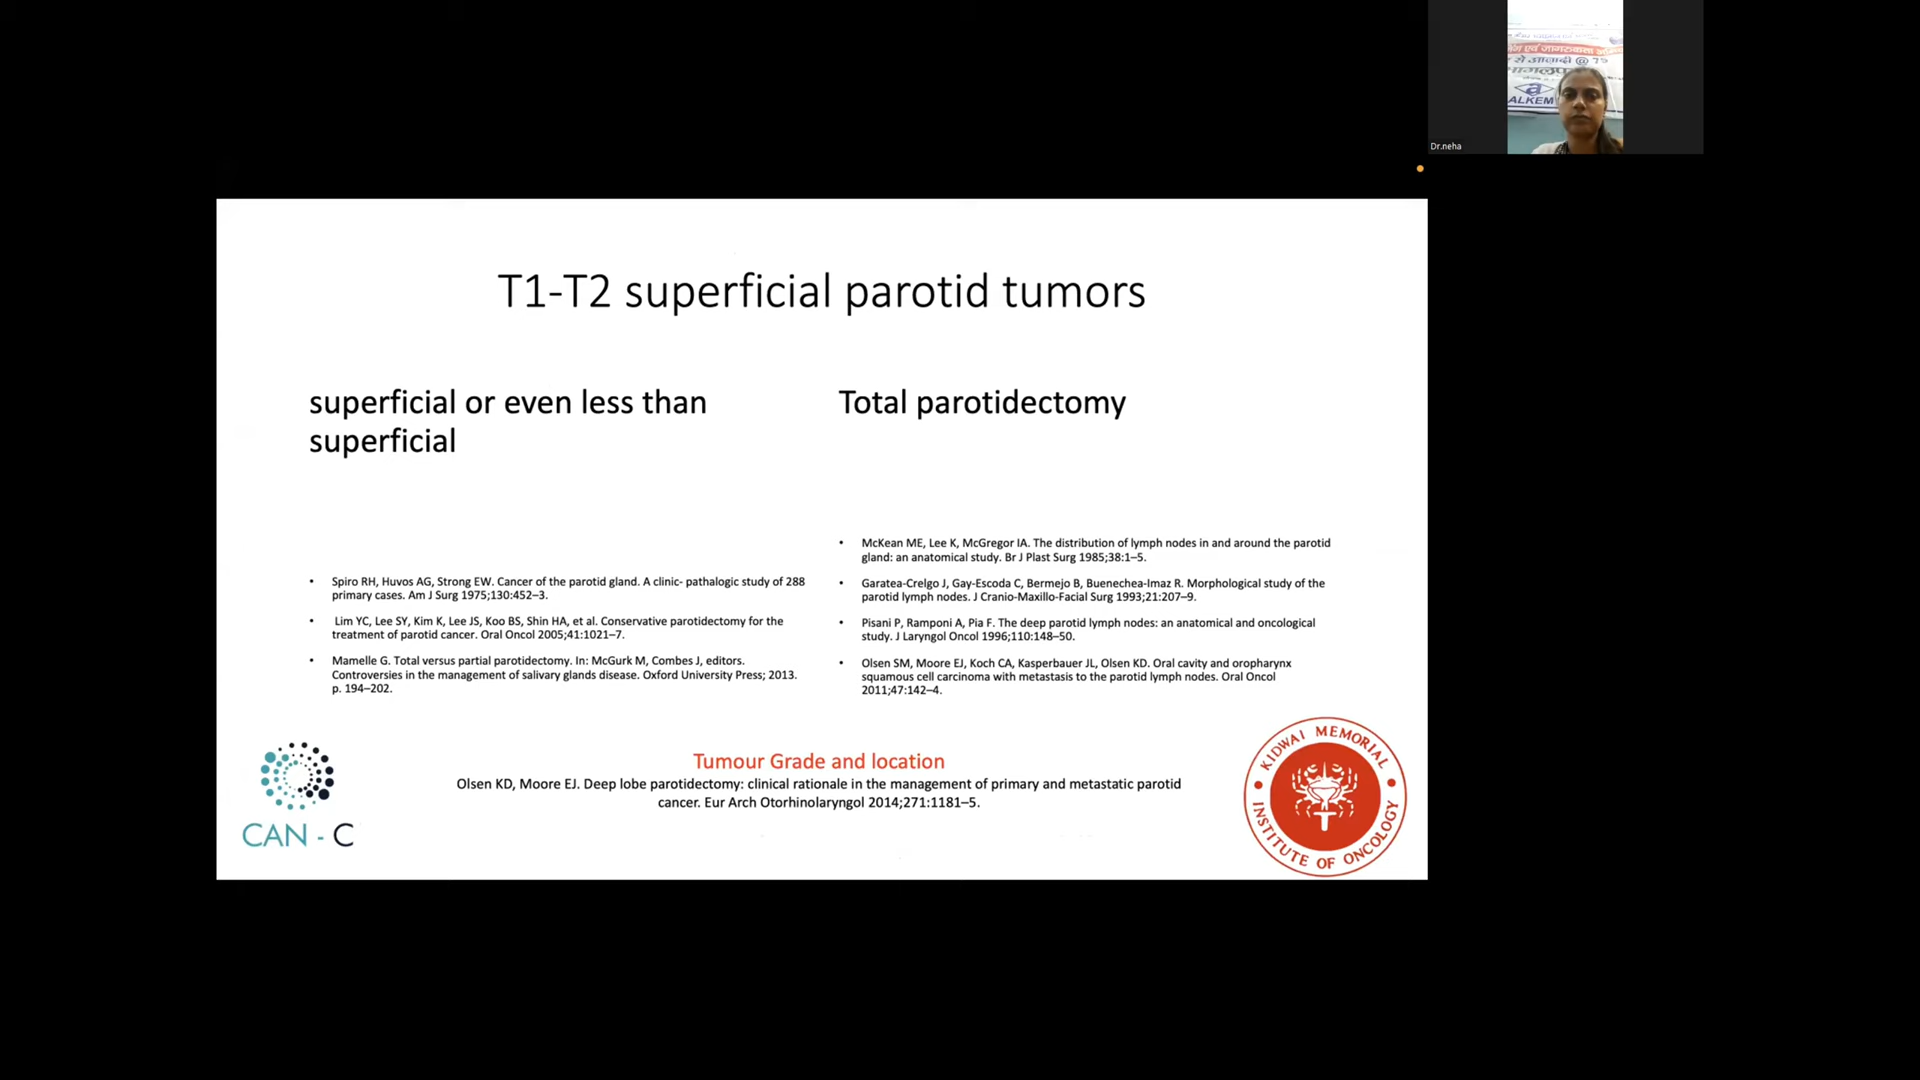 एवं जागरूकता
से आज़ादी @ 75
ALKEM
Dr.neha
T1-T2 superficial parotid tumors
superficial or even less than
superficial
• Spiro RH, Huvos AG, Strong EW. Cancer of the parotid gland. A clinic- pathalogic study of 288
primary cases. Am J Surg 1975;130:452–3.
• Lim YC, Lee SY, Kim K, Lee JS, Koo BS, Shin HA, et al. Conservative parotidectomy for the
treatment of parotid cancer. Oral Oncol 2005;41:1021–7.
• Mamelle G. Total versus partial parotidectomy. In: McGurk M, Combes J, editors.
Controversies in the management of salivary glands disease. Oxford University Press; 2013.
p. 194–202.
Total parotidectomy
• McKean ME, Lee K, McGregor IA. The distribution of lymph nodes in and around the parotid
gland: an anatomical study. Br J Plast Surg 1985;38:1–5.
• Garatea-Crelgo J, Gay-Escoda C, Bermejo B, Buenechea-Imaz R. Morphological study of the
parotid lymph nodes. J Cranio-Maxillo-Facial Surg 1993;21:207–9.
• Pisani P, Ramponi A, Pia F. The deep parotid lymph nodes: an anatomical and oncological
study. J Laryngol Oncol 1996;110:148–50.
• Olsen SM, Moore EJ, Koch CA, Kasperbauer JL, Olsen KD. Oral cavity and oropharynx
squamous cell carcinoma with metastasis to the parotid lymph nodes. Oral Oncol
2011;47:142–4.
Tumour Grade and location
Olsen KD, Moore EJ. Deep lobe parotidectomy: clinical rationale in the management of primary and metastatic parotid
cancer. Eur Arch Otorhinolaryngol 2014;271:1181–5.
CAN - C
KIDWAI MEMORIAL
INSTITUTE OF ONCOLOGY